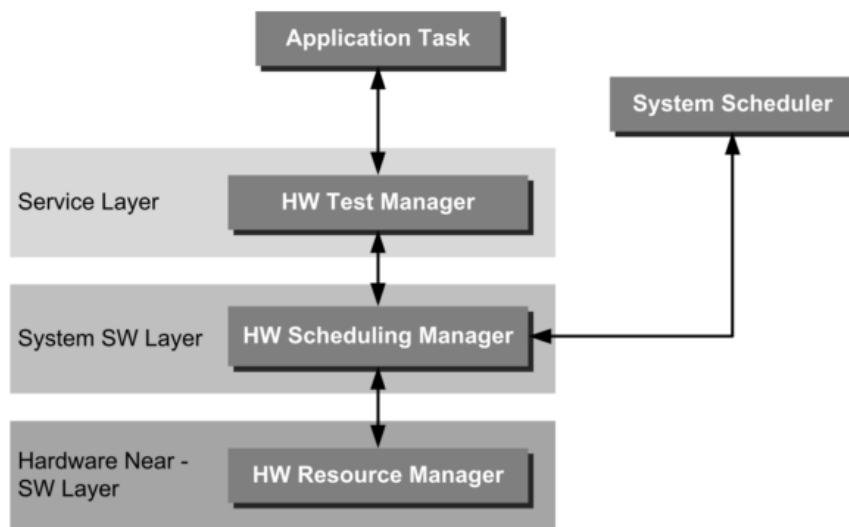 Application Task
System Scheduler
Service Layer
HW Test Manager
System SW Layer
HW Scheduling Manager
Hardware Near -
SW Layer
HW Resource Manager